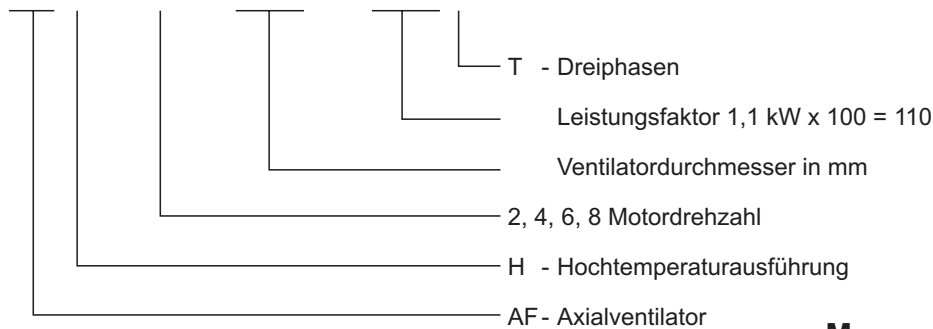 T - Dreiphasen
Leistungsfaktor 1,1 kW x 100 = 110
Ventilatordurchmesser in mm
2, 4, 6, 8 Motordrehzahl
H - Hochtemperaturausführung
AF - Axialventilator